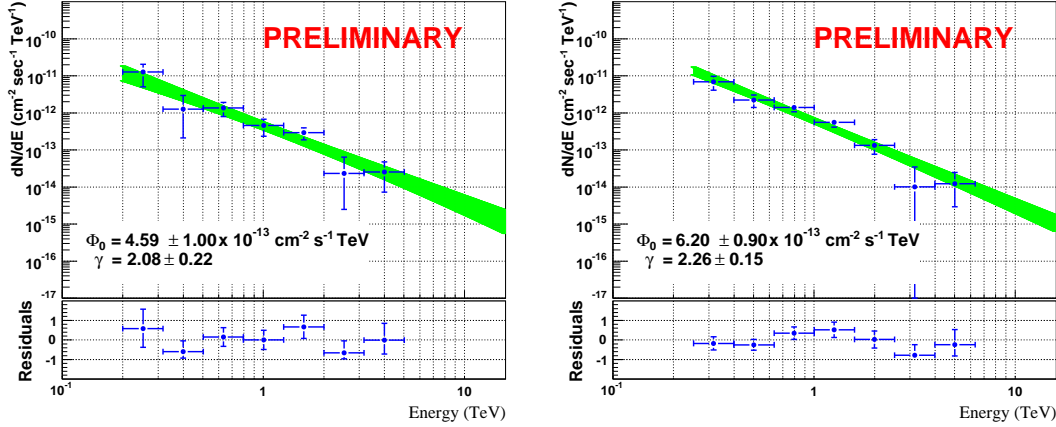 PRELIMINARY
dN/dE (cm-2 sec-1 TeV-1)
10-10
10-11
10-12
10-13
10-14
10-15
10-16
10-17
Φ0 = 4.59 ± 1.00 x 10-13 cm-2 s-1 TeV
γ = 2.08 ± 0.22
Residuals
1
0
-1
10-1
1
10
Energy (TeV)
PRELIMINARY
dN/dE (cm-2 sec-1 TeV-1)
10-10
10-11
10-12
10-13
10-14
10-15
10-16
-17
Φ0 = 6.20 ± 0.90 x 10-13 cm-2 s-1 TeV
γ = 2.26 ± 0.15
Residuals
1
0
-1
10-1
1
10
Energy (TeV)